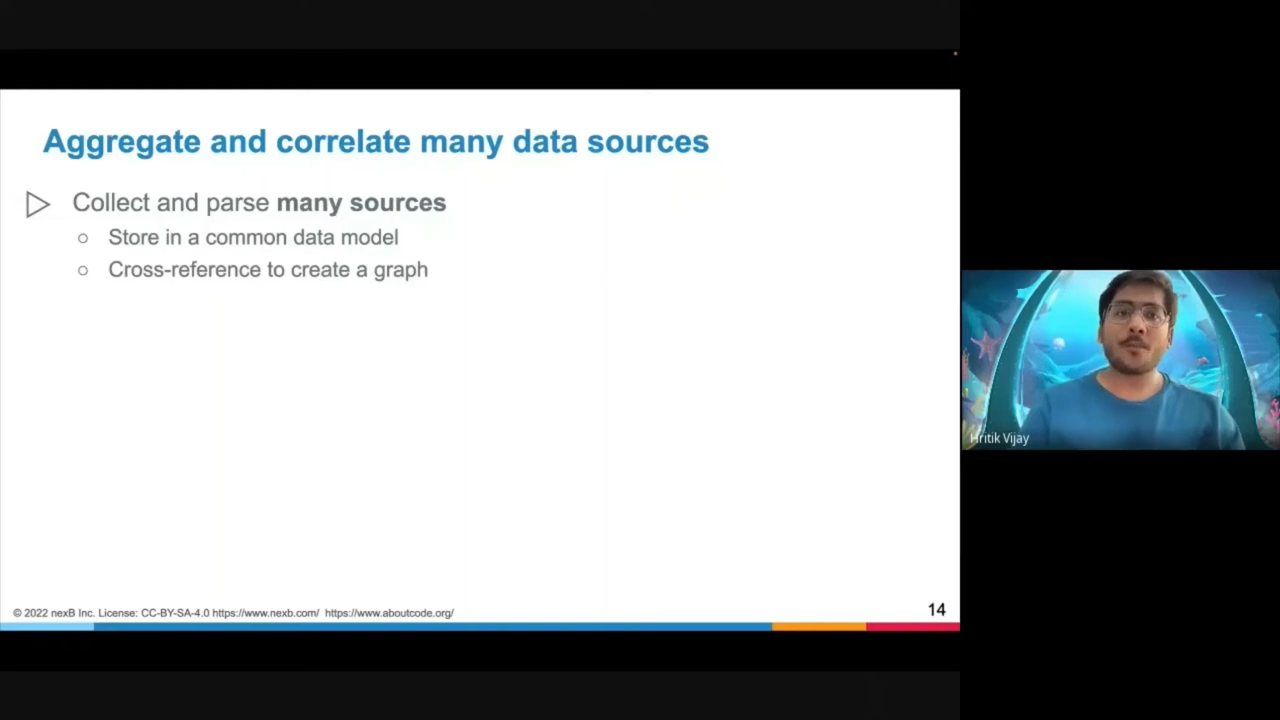 Aggregate and correlate many data sources
Collect and parse many sources
Store in a common data model
Cross-reference to create a graph
© 2022 nexB Inc. License: CC-BY-SA-4.0 https://www.nexb.com/ https://www.aboutcode.org/
14
Hritik Vijay